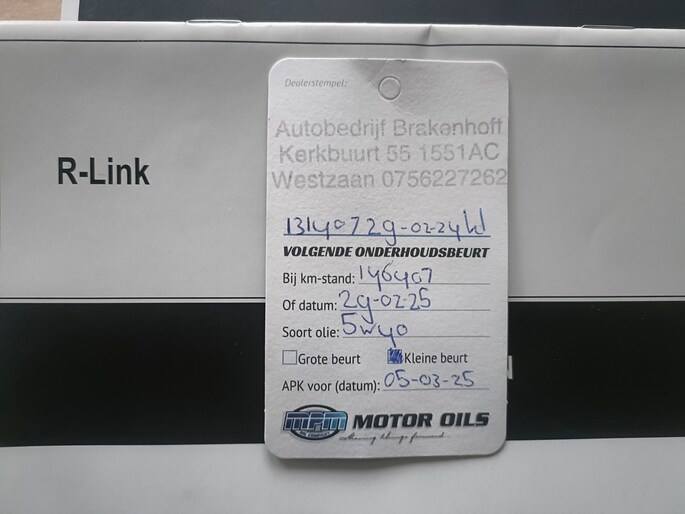 Dealerstempel:
Autobedrijf Brakenhoff
Kerkbuurt 55 1551AC
Westzaan 0756227262
R-Link
131407 29-02-24
VOLGENDE ONDERHOUDSBEURT
Bij km-stand: 146407
Of datum: 29-02-25
Soort olie: 5W40
Grote beurt Kleine beurt
APK voor (datum): 05-03-25
MPM MOTOR OILS